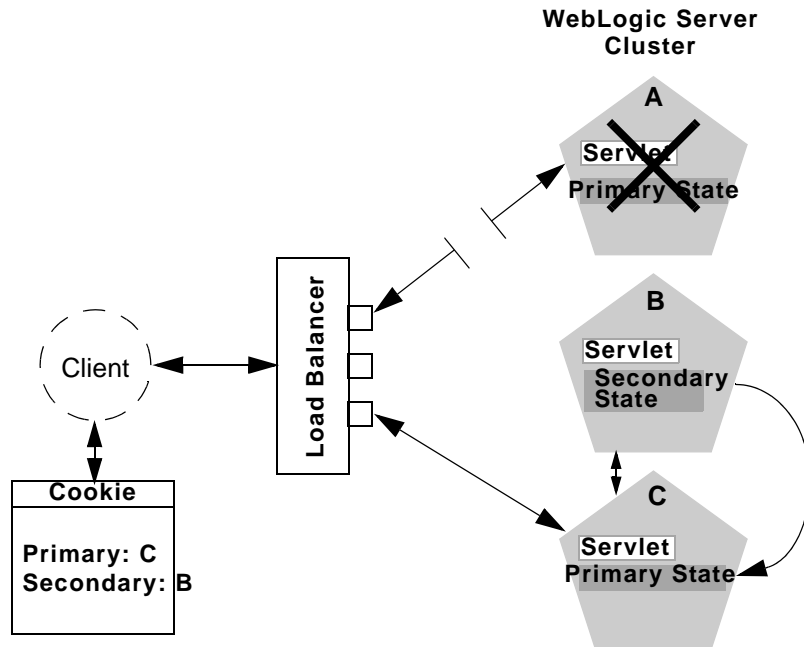 WebLogic Server
Cluster
A
Servlet
Primary State
B
Servlet
Secondary
State
Load Balancer
Client
C
Cookie
Servlet
Primary State
Primary: C
Secondary: B